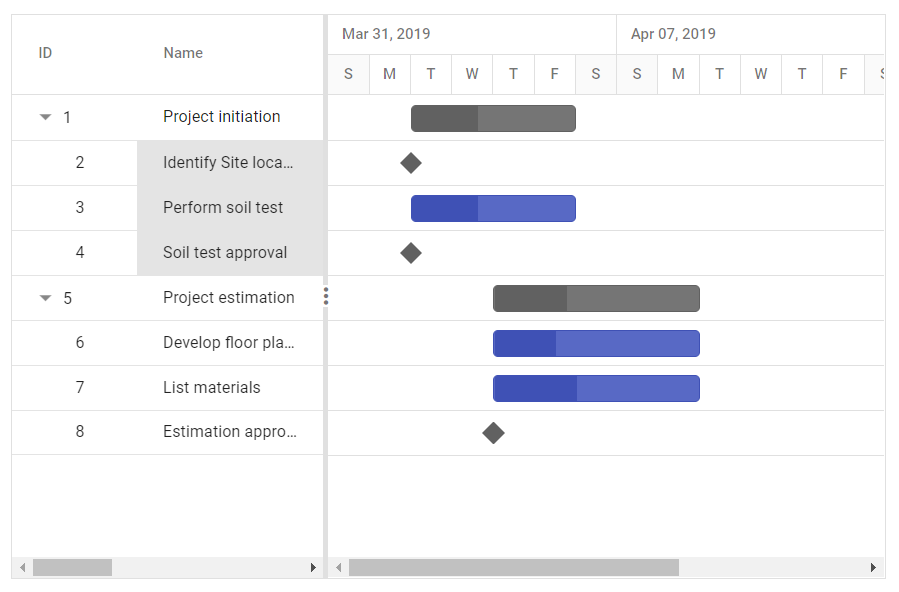 ID Name Mar 31, 2019 Apr 07, 2019
S M T W T F S S M T W T F
1 Project initiation
2 Identify Site loca...
3 Perform soil test
4 Soil test approval
5 Project estimation
6 Develop floor pla...
7 List materials
8 Estimation appro...